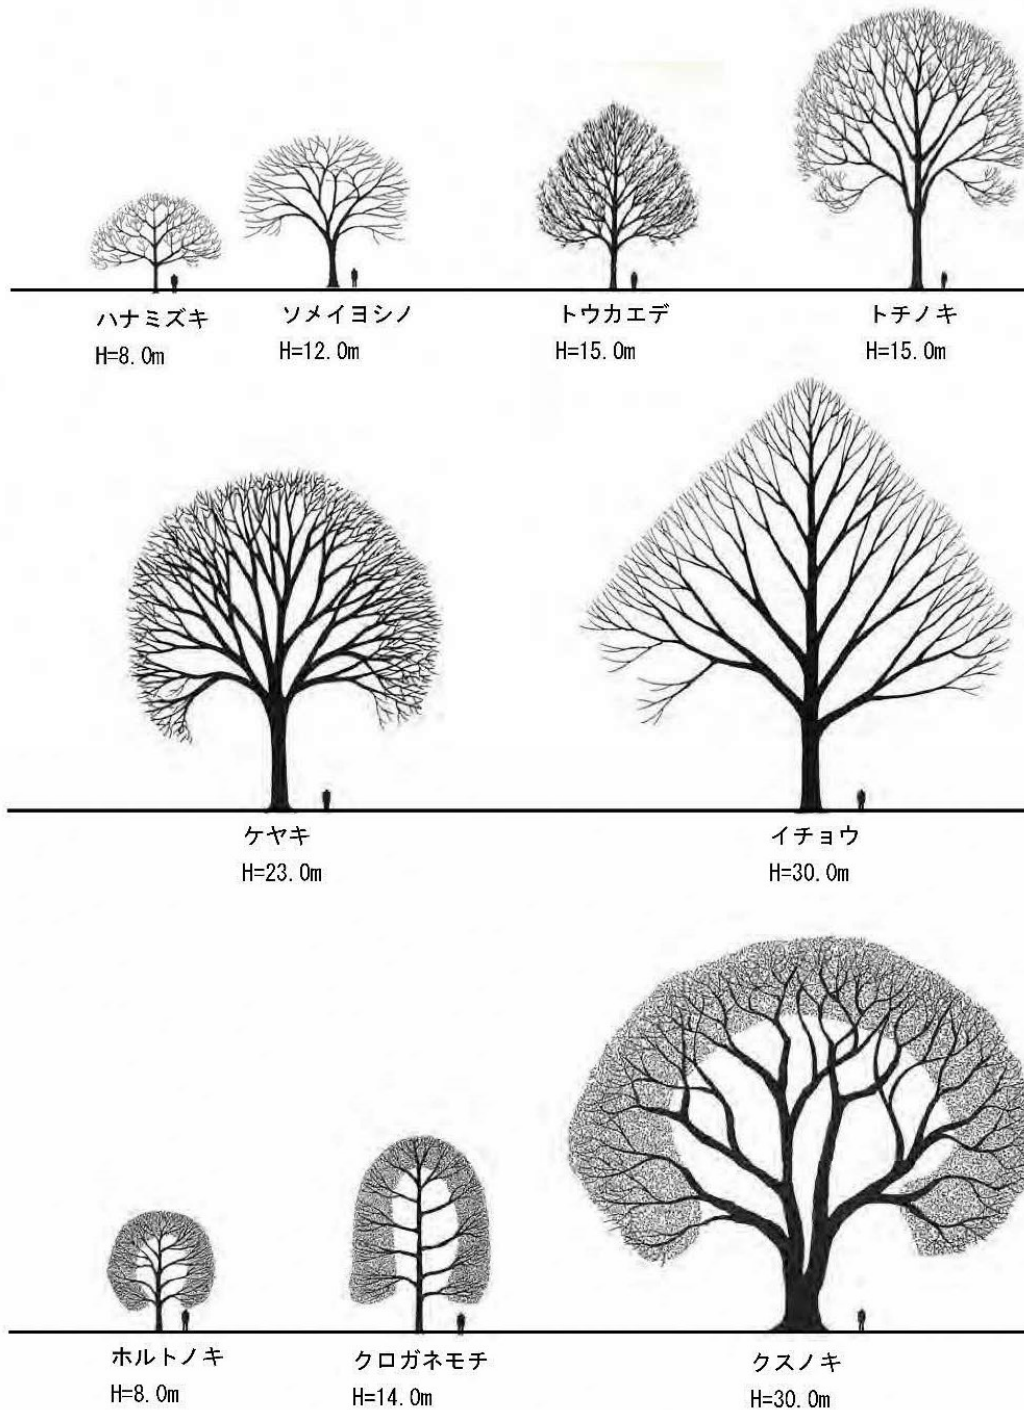 ハナミズキ
H=8.0m
ソメイヨシノ
H=12.0m
トウカエデ
H=15.0m
トチノキ
H=15.0m
ケヤキ
H=23.0m
イチョウ
H=30.0m
ホルトノキ
H=8.0m
クロガネモチ
H=14.0m
クスノキ
H=30.0m